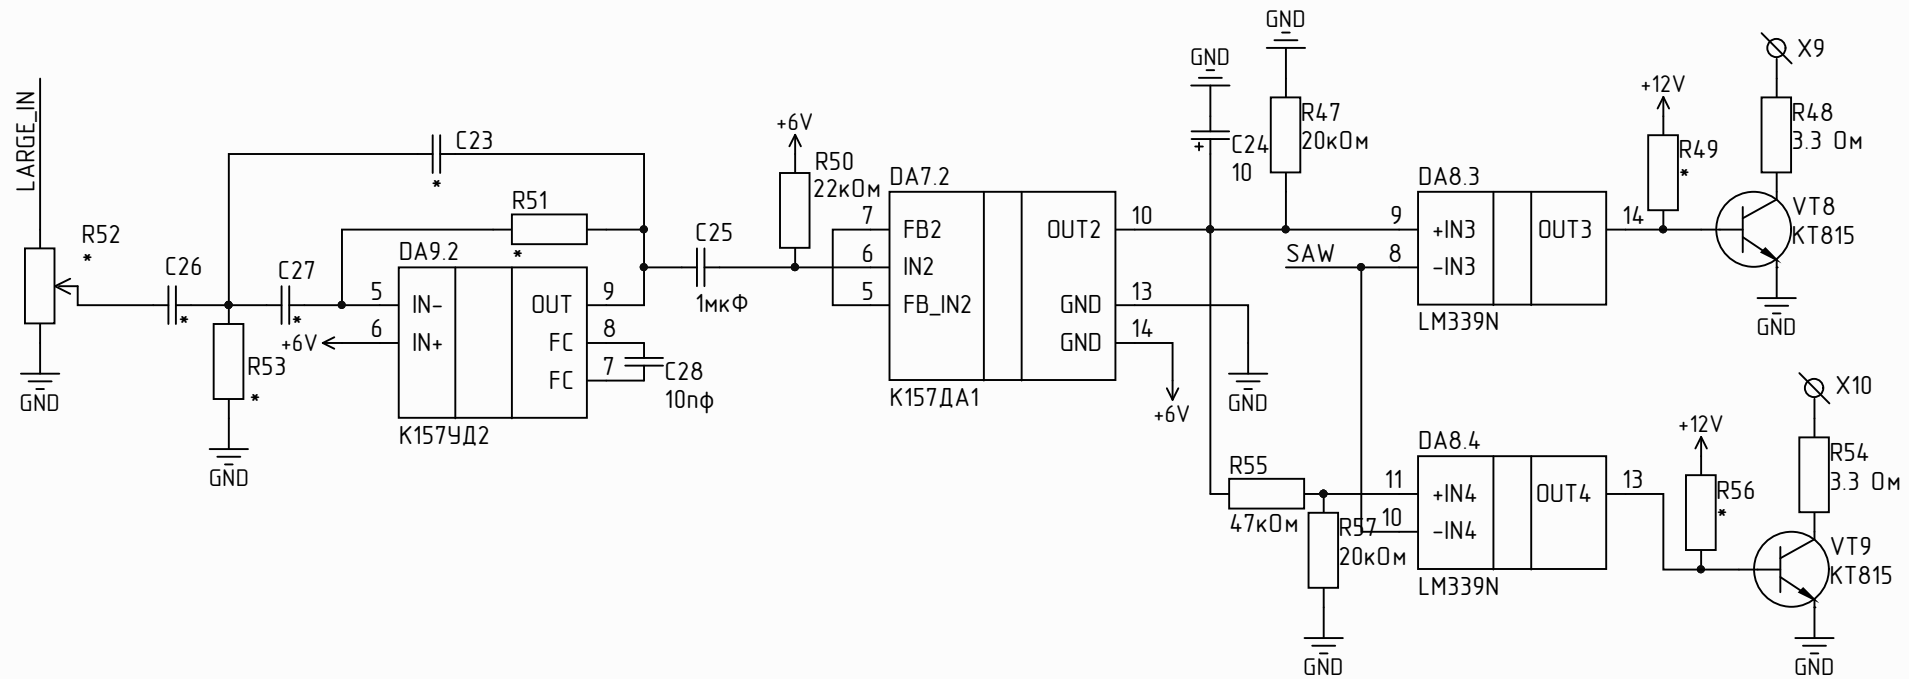 LARGE_IN
R52
*
GND
C26
*
C23
*
R53
*
GND
C27
*
+6V
R51
*
DA9.2
5
IN-
6
IN+
OUT
9
FC
8
FC
7
К157УД2
C28
10пф
C25
1мкФ
+6V
R50
22кОм
DA7.2
7
FB2
6
IN2
5
FB_IN2
OUT2
10
GND
13
GND
14
К157ДА1
+6V
GND
GND
C24
+
10
GND
R47
20кОм
SAW
DA8.3
9
+IN3
8
-IN3
OUT3
14
LM339N
+12V
R49
*
X9
R48
3.3 Ом
VT8
КТ815
GND
R55
47кОм
R57
20кОм
GND
DA8.4
11
+IN4
10
-IN4
OUT4
13
LM339N
+12V
R56
*
X10
R54
3.3 Ом
VT9
КТ815
GND